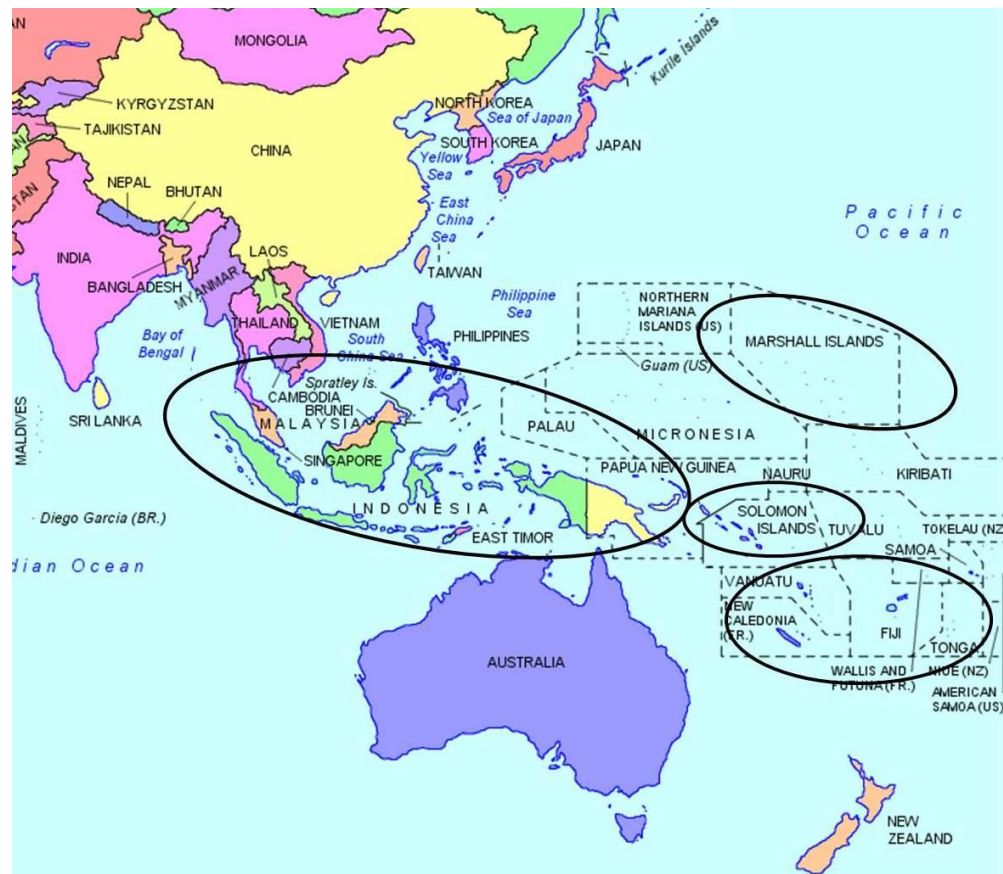 MONGOLIA
Kurile Islands
KYRGYZSTAN
NORTH KOREA
Sea of Japan
TAJIKISTAN
SOUTH KOREA
JAPAN
CHINA
Yellow
Sea
NEPAL
BHUTAN
East
China
Sea
Pacific
Ocean
INDIA
LAOS
TAIWAN
BANGLADESH
MYANMAR
Philippine
Sea
NORTHERN
MARIANA
ISLANDS (US)
THAILAND
VIETNAM
Bay of
Bengal
South
China Sea
PHILIPPINES
MARSHALL ISLANDS
Guam (US)
Spratley Is.
CAMBODIA
BRUNEI
MALDIVES
SRI LANKA
MALAYSIA
PALAU
MICRONESIA
SINGAPORE
PAPUA NEW GUINEA
NAURU
KIRIBATI
INDONESIA
SOLOMON
ISLANDS
Diego Garcia (BR.)
EAST TIMOR
TUVALU
TOKELAU (NZ
SAMOA
dian Ocean
VANUATU
NEW
CALEDONIA
(FR.)
FIJI
TONGA
AUSTRALIA
WALLIS AND
FUTUNA (FR.)
NIUE (NZ)
AMERICAN
SAMOA (US)
NEW
ZEALAND